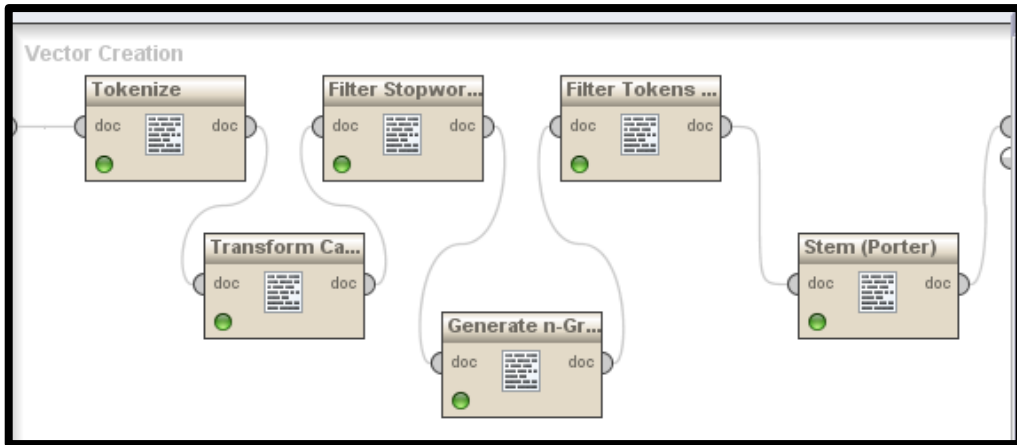 Vector Creation
Tokenize
doc doc
Filter Stopwor...
doc doc
Filter Tokens ...
doc doc
Transform Ca...
doc doc
Stem (Porter)
doc doc
Generate n-Gr...
doc doc